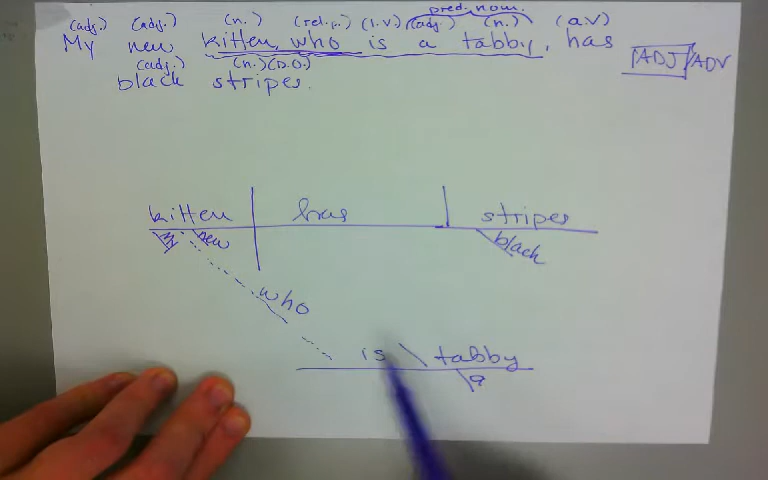 pred. nom.
(adj.) (adj.) (n.) (rel. p.) (l.v) (adj.) (n.) (a.v)
My new kitten, who is a tabby, has
ADJ/ADV
(adj.) (n.) (D.O.)
black stripes.
kitten has stripes
my new black
who
is \ tabby
a